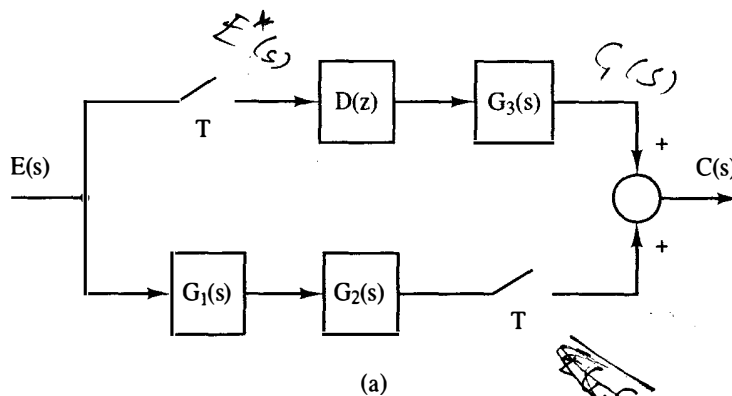 E*(s)
D(z)
G₃(s)
G(s)
T
+
E(s)
C(s)
+
G₁(s)
G₂(s)
T
(a)